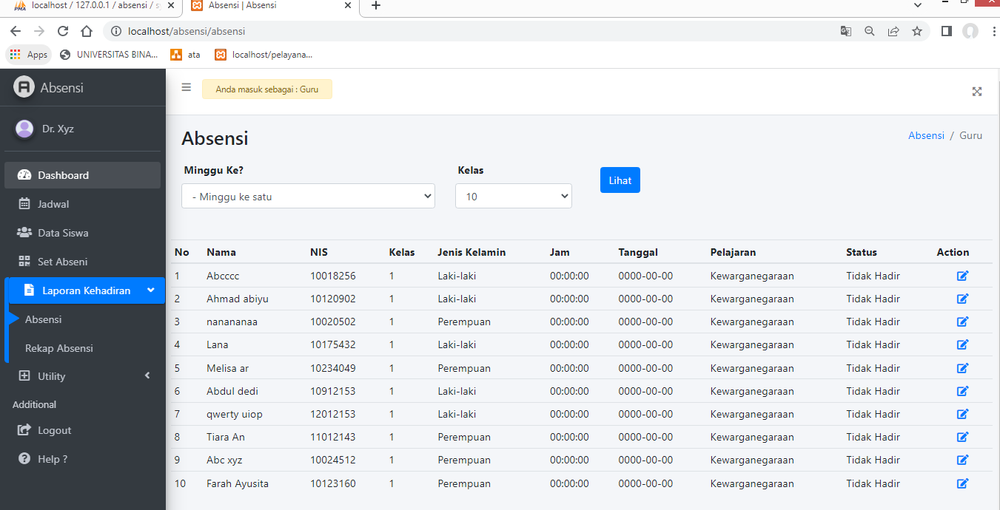 localhost / 127.0.0.1 / absensi / s
Absensi | Absensi
localhost/absensi/absensi
Apps
UNIVERSITAS BINA...
ata
localhost/pelayana...
Absensi
Anda masuk sebagai : Guru
Dr. Xyz
Dashboard
Jadwal
Data Siswa
Set Abseni
Laporan Kehadiran
Absensi
Rekap Absensi
Utility
Additional
Logout
Help ?
Absensi
Absensi / Guru
Minggu Ke? Kelas
- Minggu ke satu 10 Lihat
No Nama NIS Kelas Jenis Kelamin Jam Tanggal Pelajaran Status Action
1 Abcccc 10018256 1 Laki-laki 00:00:00 0000-00-00 Kewarganegaraan Tidak Hadir
2 Ahmad abiyu 10120902 1 Laki-laki 00:00:00 0000-00-00 Kewarganegaraan Tidak Hadir
3 nanananaa 10020502 1 Perempuan 00:00:00 0000-00-00 Kewarganegaraan Tidak Hadir
4 Lana 10175432 1 Laki-laki 00:00:00 0000-00-00 Kewarganegaraan Tidak Hadir
5 Melisa ar 10234049 1 Perempuan 00:00:00 0000-00-00 Kewarganegaraan Tidak Hadir
6 Abdul dedi 10912153 1 Laki-laki 00:00:00 0000-00-00 Kewarganegaraan Tidak Hadir
7 qwerty uiop 12012153 1 Laki-laki 00:00:00 0000-00-00 Kewarganegaraan Tidak Hadir
8 Tiara An 11012143 1 Perempuan 00:00:00 0000-00-00 Kewarganegaraan Tidak Hadir
9 Abc xyz 10024512 1 Perempuan 00:00:00 0000-00-00 Kewarganegaraan Tidak Hadir
10 Farah Ayusita 10123160 1 Perempuan 00:00:00 0000-00-00 Kewarganegaraan Tidak Hadir